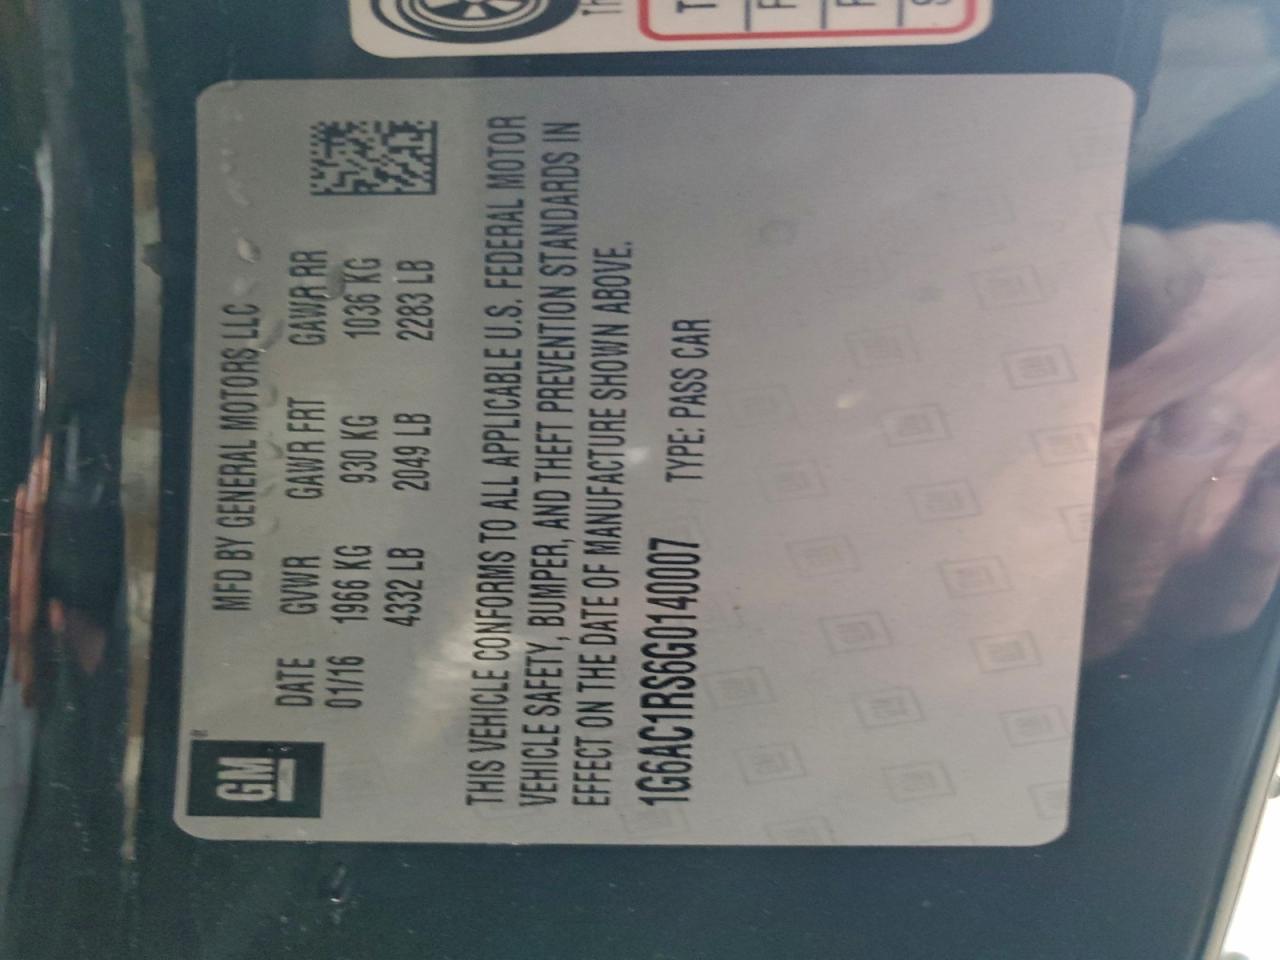 GM
®
MFD BY GENERAL MOTORS LLC
DATE GVWR GAWR FRT GAWR RR
01/16 1966 KG 930 KG 1036 KG
4332 LB 2049 LB 2283 LB
THIS VEHICLE CONFORMS TO ALL APPLICABLE U.S. FEDERAL MOTOR
VEHICLE SAFETY, BUMPER, AND THEFT PREVENTION STANDARDS IN
EFFECT ON THE DATE OF MANUFACTURE SHOWN ABOVE.
1G6AC1RS6G0140007 TYPE: PASS CAR